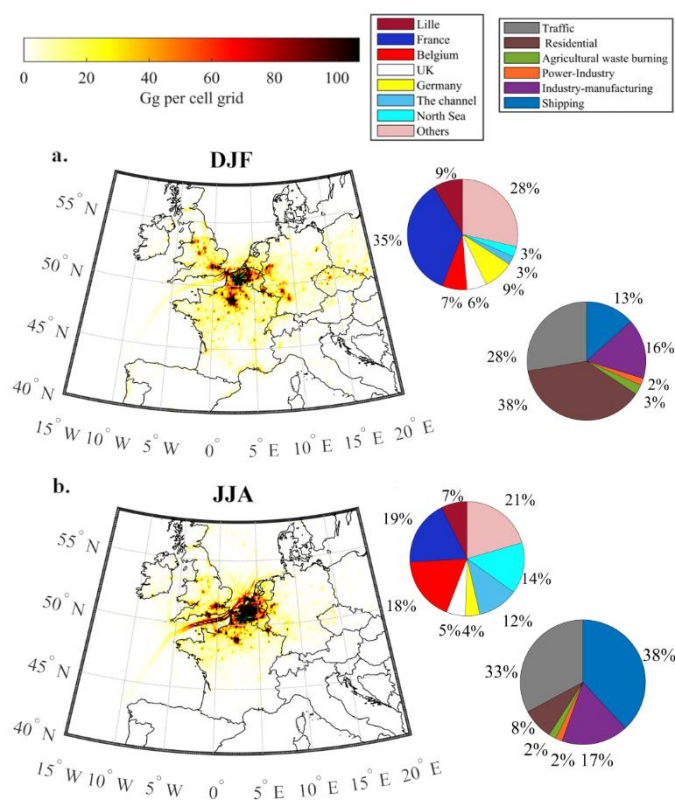 0 20 40 60 80 100
Gg per cell grid
Lille
France
Belgium
UK
Germany
The channel
North Sea
Others
Traffic
Residential
Agricultural waste burning
Power-Industry
Industry-manufacturing
Shipping
a.
DJF
55° N
50° N
45° N
40° N
15° W 10° W 5° W 0° 5° E 10° E 15° E 20° E
9%
28%
35%
3%
3%
7% 6% 9%
13%
28%
16%
2%
38%
3%
b.
JJA
55° N
50° N
45° N
40° N
15° W 10° W 5° W 0° 5° E 10° E 15° E 20° E
7%
21%
19%
14%
18%
12%
5% 4%
33%
38%
8%
2%
2% 17%